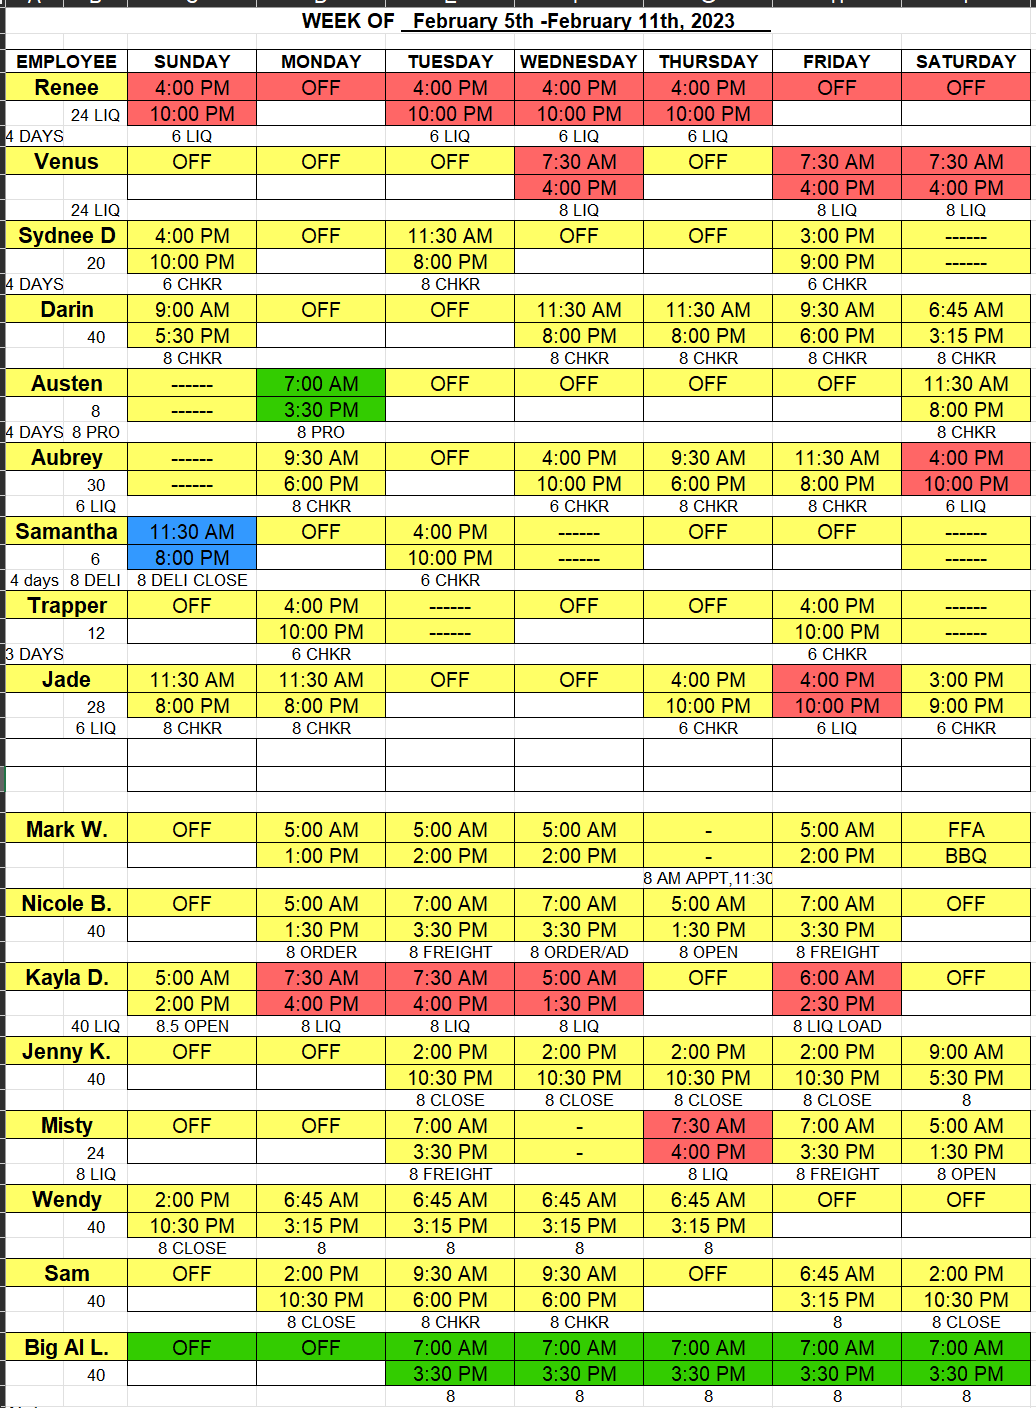 WEEK OF February 5th -February 11th, 2023
EMPLOYEE SUNDAY MONDAY TUESDAY WEDNESDAY THURSDAY FRIDAY SATURDAY
Renee 4:00 PM OFF 4:00 PM 4:00 PM 4:00 PM OFF OFF
24 LIQ 10:00 PM 10:00 PM 10:00 PM 10:00 PM
4 DAYS 6 LIQ 6 LIQ 6 LIQ 6 LIQ
Venus OFF OFF OFF 7:30 AM OFF 7:30 AM 7:30 AM
4:00 PM 4:00 PM 4:00 PM
24 LIQ 8 LIQ 8 LIQ 8 LIQ
Sydnee D 4:00 PM OFF 11:30 AM OFF OFF 3:00 PM ------
20 10:00 PM 8:00 PM 9:00 PM ------
4 DAYS 6 CHKR 8 CHKR 6 CHKR
Darin 9:00 AM OFF OFF 11:30 AM 11:30 AM 9:30 AM 6:45 AM
40 5:30 PM 8:00 PM 8:00 PM 6:00 PM 3:15 PM
8 CHKR 8 CHKR 8 CHKR 8 CHKR 8 CHKR
Austen ------ 7:00 AM OFF OFF OFF OFF 11:30 AM
8 ------ 3:30 PM 8:00 PM
4 DAYS 8 PRO 8 PRO 8 CHKR
Aubrey ------ 9:30 AM OFF 4:00 PM 9:30 AM 11:30 AM 4:00 PM
30 ------ 6:00 PM 10:00 PM 6:00 PM 8:00 PM 10:00 PM
6 LIQ 8 CHKR 6 CHKR 8 CHKR 8 CHKR 6 LIQ
Samantha 11:30 AM OFF 4:00 PM ------ OFF OFF ------
6 8:00 PM 10:00 PM ------ ------
4 days 8 DELI 8 DELI CLOSE 6 CHKR
Trapper OFF 4:00 PM ------ OFF OFF 4:00 PM ------
12 10:00 PM ------ 10:00 PM ------
3 DAYS 6 CHKR 6 CHKR
Jade 11:30 AM 11:30 AM OFF OFF 4:00 PM 4:00 PM 3:00 PM
28 8:00 PM 8:00 PM 10:00 PM 10:00 PM 9:00 PM
6 LIQ 8 CHKR 8 CHKR 6 CHKR 6 LIQ 6 CHKR
Mark W. OFF 5:00 AM 5:00 AM 5:00 AM - 5:00 AM FFA
1:00 PM 2:00 PM 2:00 PM - 2:00 PM BBQ
8 AM APPT,11:30
Nicole B. OFF 5:00 AM 7:00 AM 7:00 AM 5:00 AM 7:00 AM OFF
40 1:30 PM 3:30 PM 3:30 PM 1:30 PM 3:30 PM
8 ORDER 8 FREIGHT 8 ORDER/AD 8 OPEN 8 FREIGHT
Kayla D. 5:00 AM 7:30 AM 7:30 AM 5:00 AM OFF 6:00 AM OFF
2:00 PM 4:00 PM 4:00 PM 1:30 PM 2:30 PM
40 LIQ 8.5 OPEN 8 LIQ 8 LIQ 8 LIQ 8 LIQ LOAD
Jenny K. OFF OFF 2:00 PM 2:00 PM 2:00 PM 2:00 PM 9:00 AM
40 10:30 PM 10:30 PM 10:30 PM 10:30 PM 5:30 PM
8 CLOSE 8 CLOSE 8 CLOSE 8 CLOSE 8
Misty OFF OFF 7:00 AM - 7:30 AM 7:00 AM 5:00 AM
24 3:30 PM - 4:00 PM 3:30 PM 1:30 PM
8 LIQ 8 FREIGHT 8 LIQ 8 FREIGHT 8 OPEN
Wendy 2:00 PM 6:45 AM 6:45 AM 6:45 AM 6:45 AM OFF OFF
40 10:30 PM 3:15 PM 3:15 PM 3:15 PM 3:15 PM
8 CLOSE 8 8 8 8
Sam OFF 2:00 PM 9:30 AM 9:30 AM OFF 6:45 AM 2:00 PM
40 10:30 PM 6:00 PM 6:00 PM 3:15 PM 10:30 PM
8 CLOSE 8 CHKR 8 CHKR 8 8 CLOSE
Big Al L. OFF OFF 7:00 AM 7:00 AM 7:00 AM 7:00 AM 7:00 AM
40 3:30 PM 3:30 PM 3:30 PM 3:30 PM 3:30 PM
8 8 8 8 8